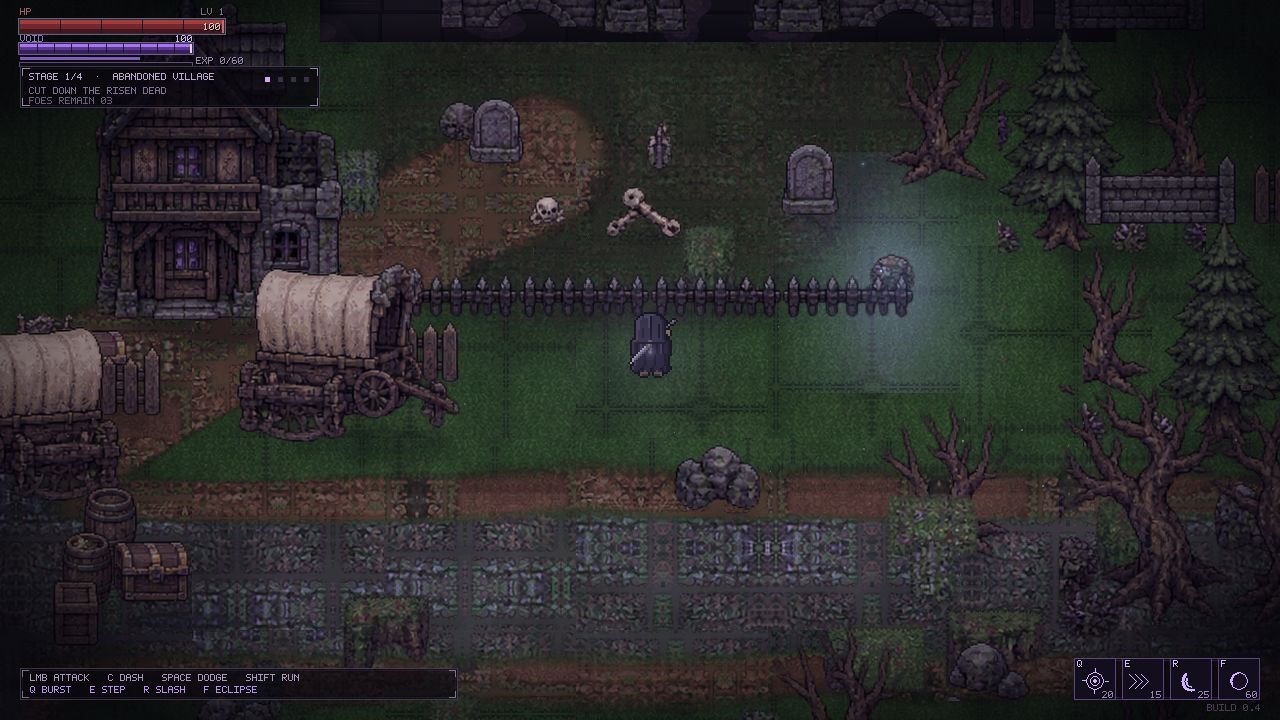 HP LV 1
100
VOID 100
EXP 0/60
STAGE 1/4 · ABANDONED VILLAGE
CUT DOWN THE RISEN DEAD
FOES REMAIN 03
LMB ATTACK C DASH SPACE DODGE SHIFT RUN
Q BURST E STEP R SLASH F ECLIPSE
Q E R F
20 15 25 60
BUILD 0.4